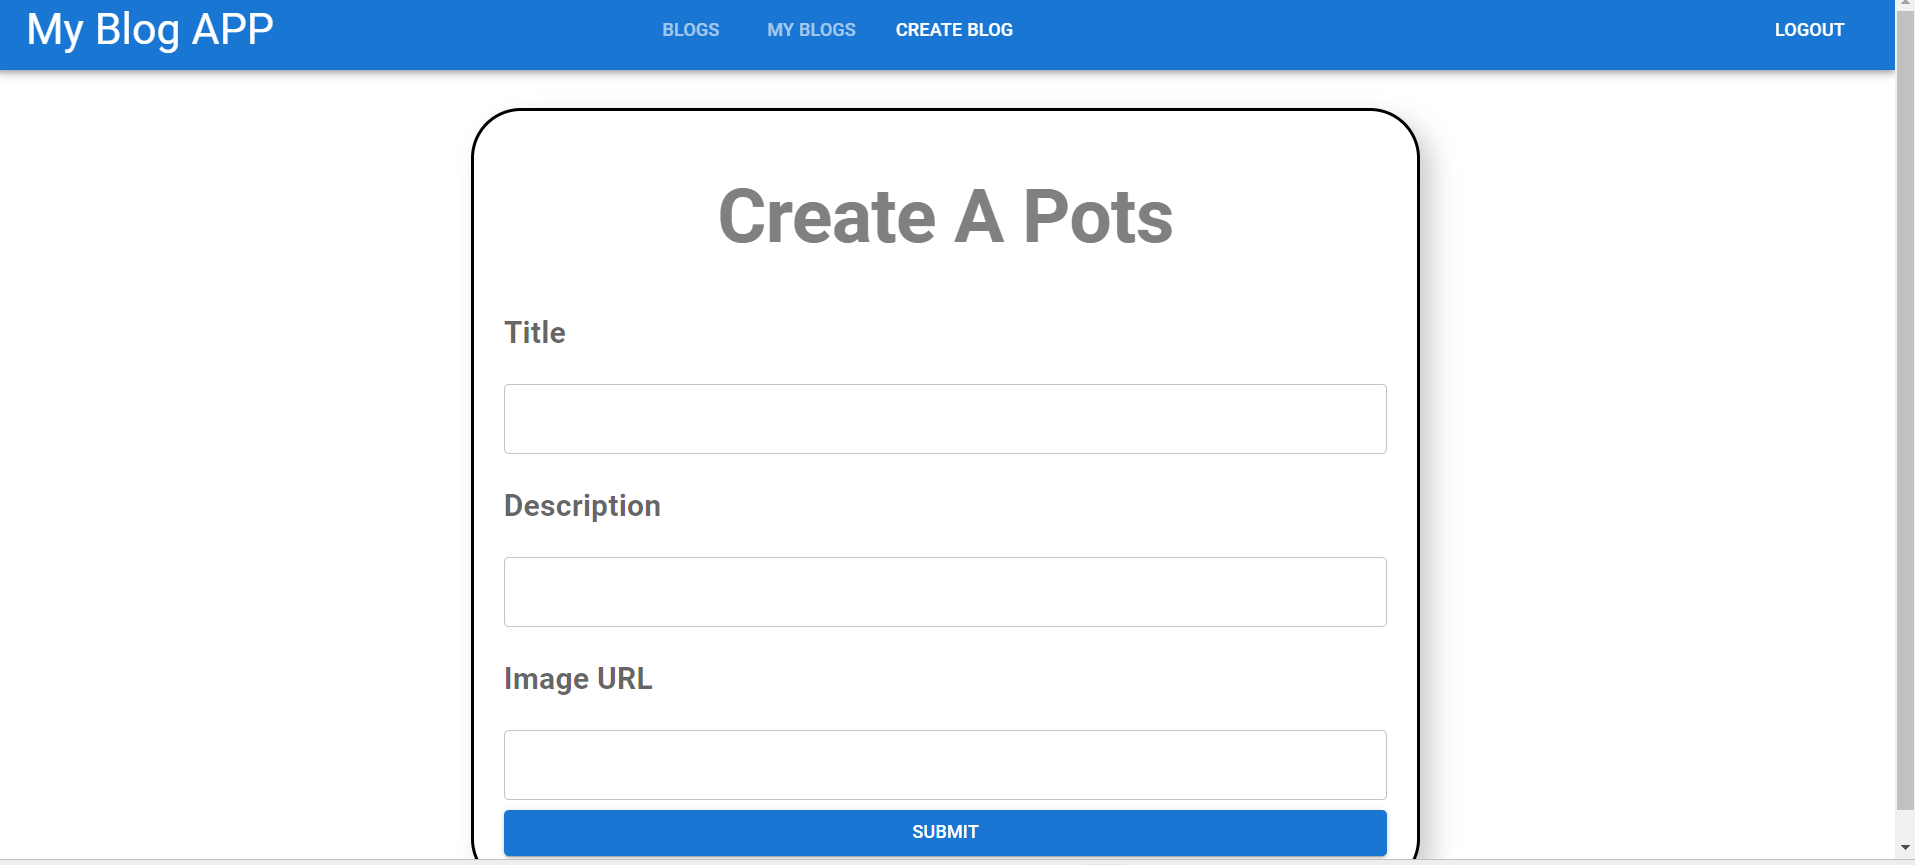 My Blog APP
BLOGS MY BLOGS CREATE BLOG LOGOUT
Create A Pots
Title
Description
Image URL
SUBMIT